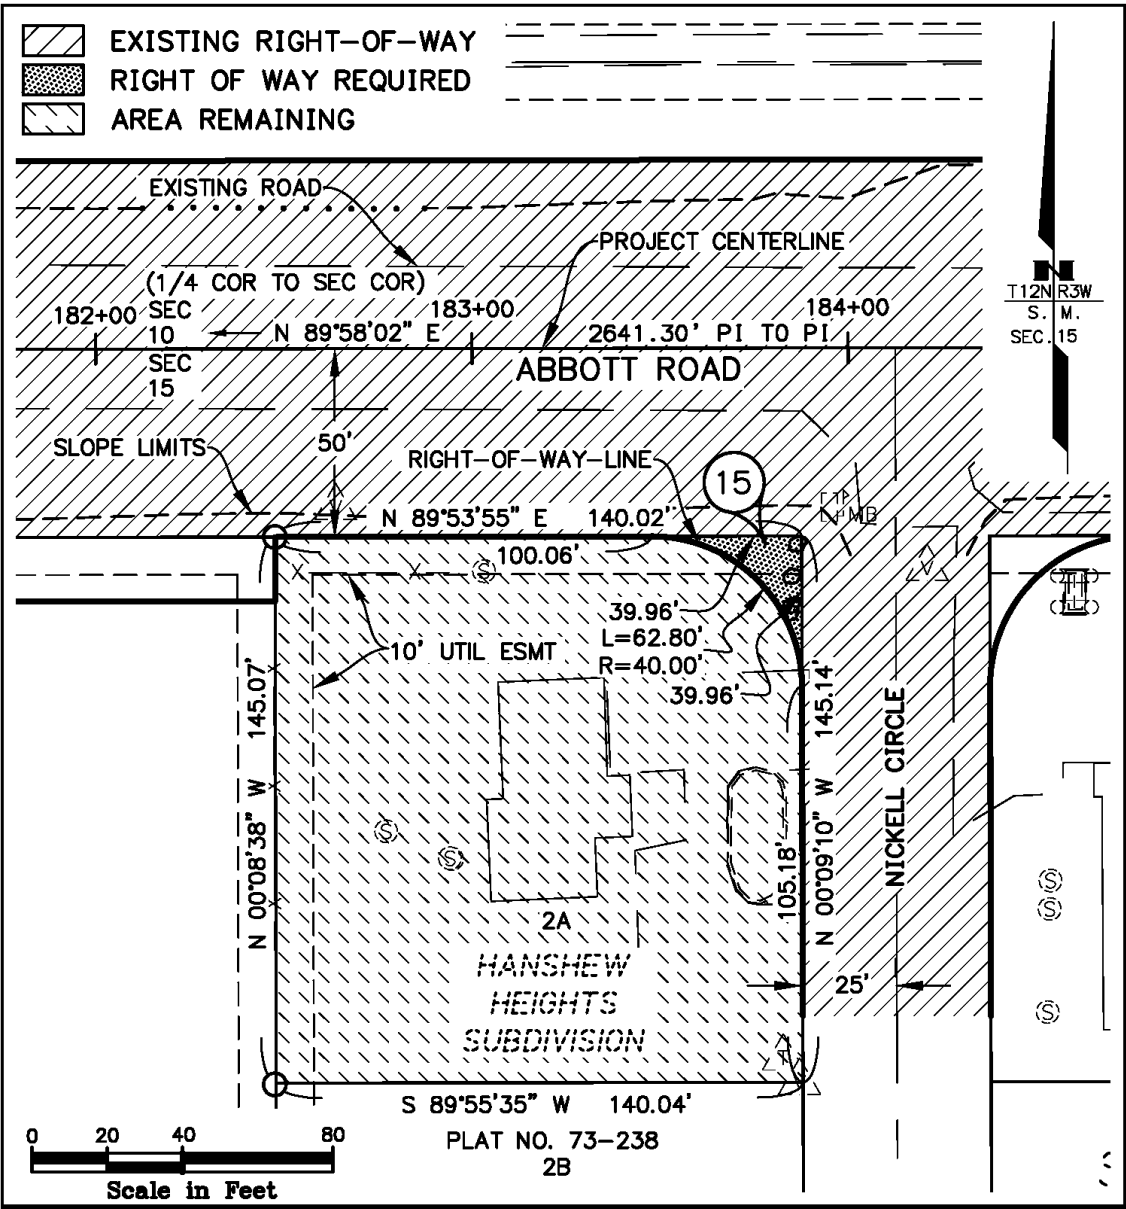 EXISTING RIGHT-OF-WAY
RIGHT OF WAY REQUIRED
AREA REMAINING
EXISTING ROAD
PROJECT CENTERLINE
(1/4 COR TO SEC COR)
182+00
SEC
10
183+00
184+00
N 89°58'02" E
2641.30' PI TO PI
SEC
15
ABBOTT ROAD
N
T12N R3W
S. M.
SEC. 15
50'
SLOPE LIMITS
RIGHT-OF-WAY-LINE
15
MB
N 89°53'55" E 140.02'
100.06'
S
39.96'
L=62.80'
R=40.00'
39.96'
10' UTIL ESMT
145.07'
N 00°08'38" W
145.14'
N 00°09'10" W
105.18'
NICKELL CIRCLE
S
S
S
S
2A
HANSHEW
HEIGHTS
SUBDIVISION
25'
S
S 89°55'35" W 140.04'
PLAT NO. 73-238
2B
0 20 40 80
Scale in Feet